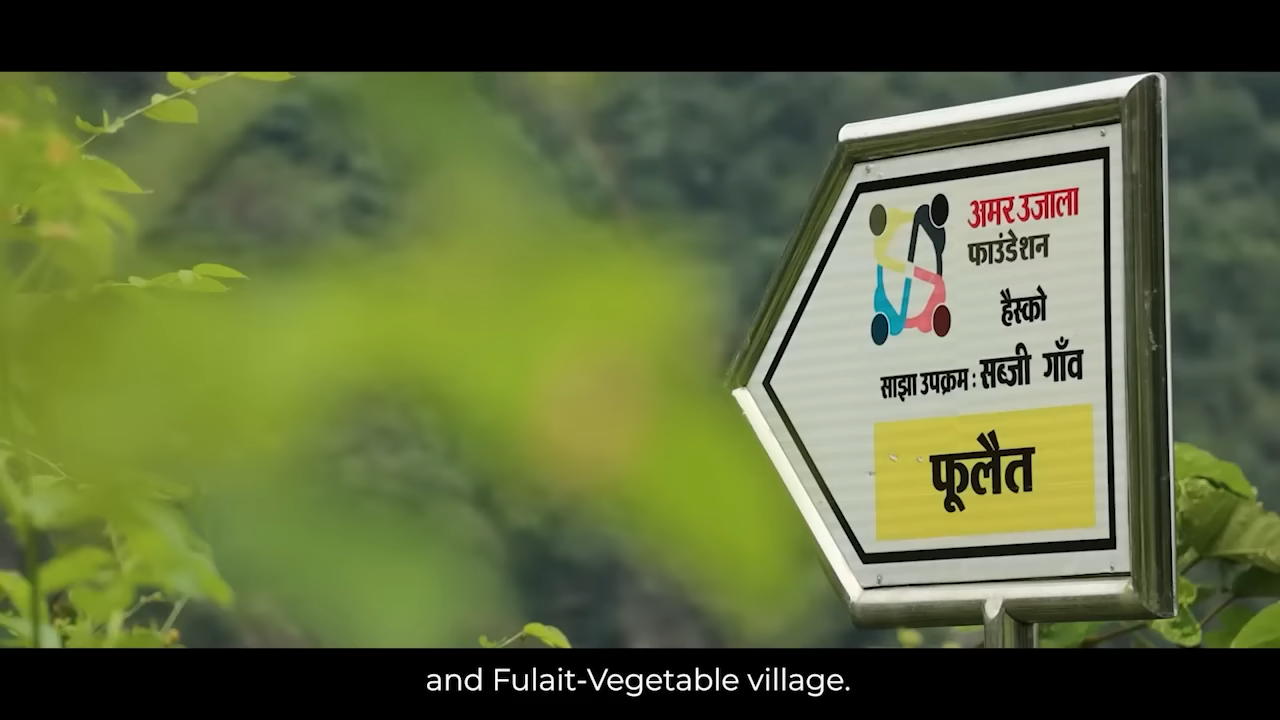 अमर उजाला
फाउंडेशन
हैस्को
साझा उपक्रम : सब्जी गाँव
फूलैत
and Fulait-Vegetable village.